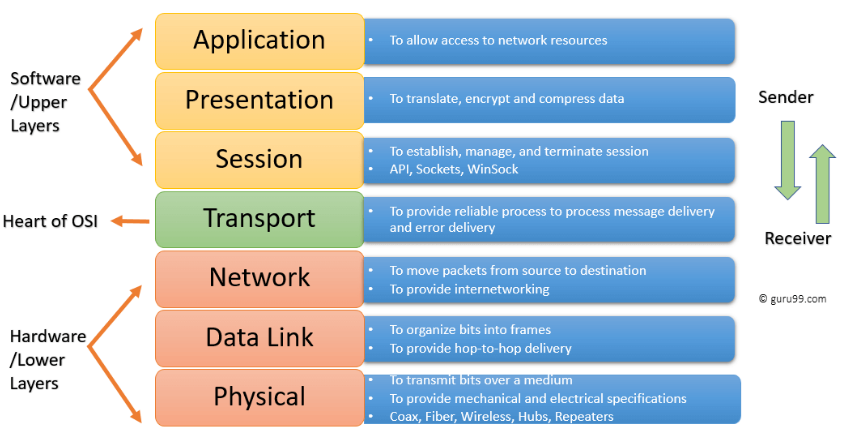 Software
/Upper
Layers
Heart of OSI
Hardware
/Lower
Layers
Application
• To allow access to network resources
Presentation
• To translate, encrypt and compress data
Session
• To establish, manage, and terminate session
• API, Sockets, WinSock
Transport
• To provide reliable process to process message delivery
and error delivery
Network
• To move packets from source to destination
• To provide internetworking
Data Link
• To organize bits into frames
• To provide hop-to-hop delivery
Physical
• To transmit bits over a medium
• To provide mechanical and electrical specifications
• Coax, Fiber, Wireless, Hubs, Repeaters
Sender
Receiver
© guru99.com